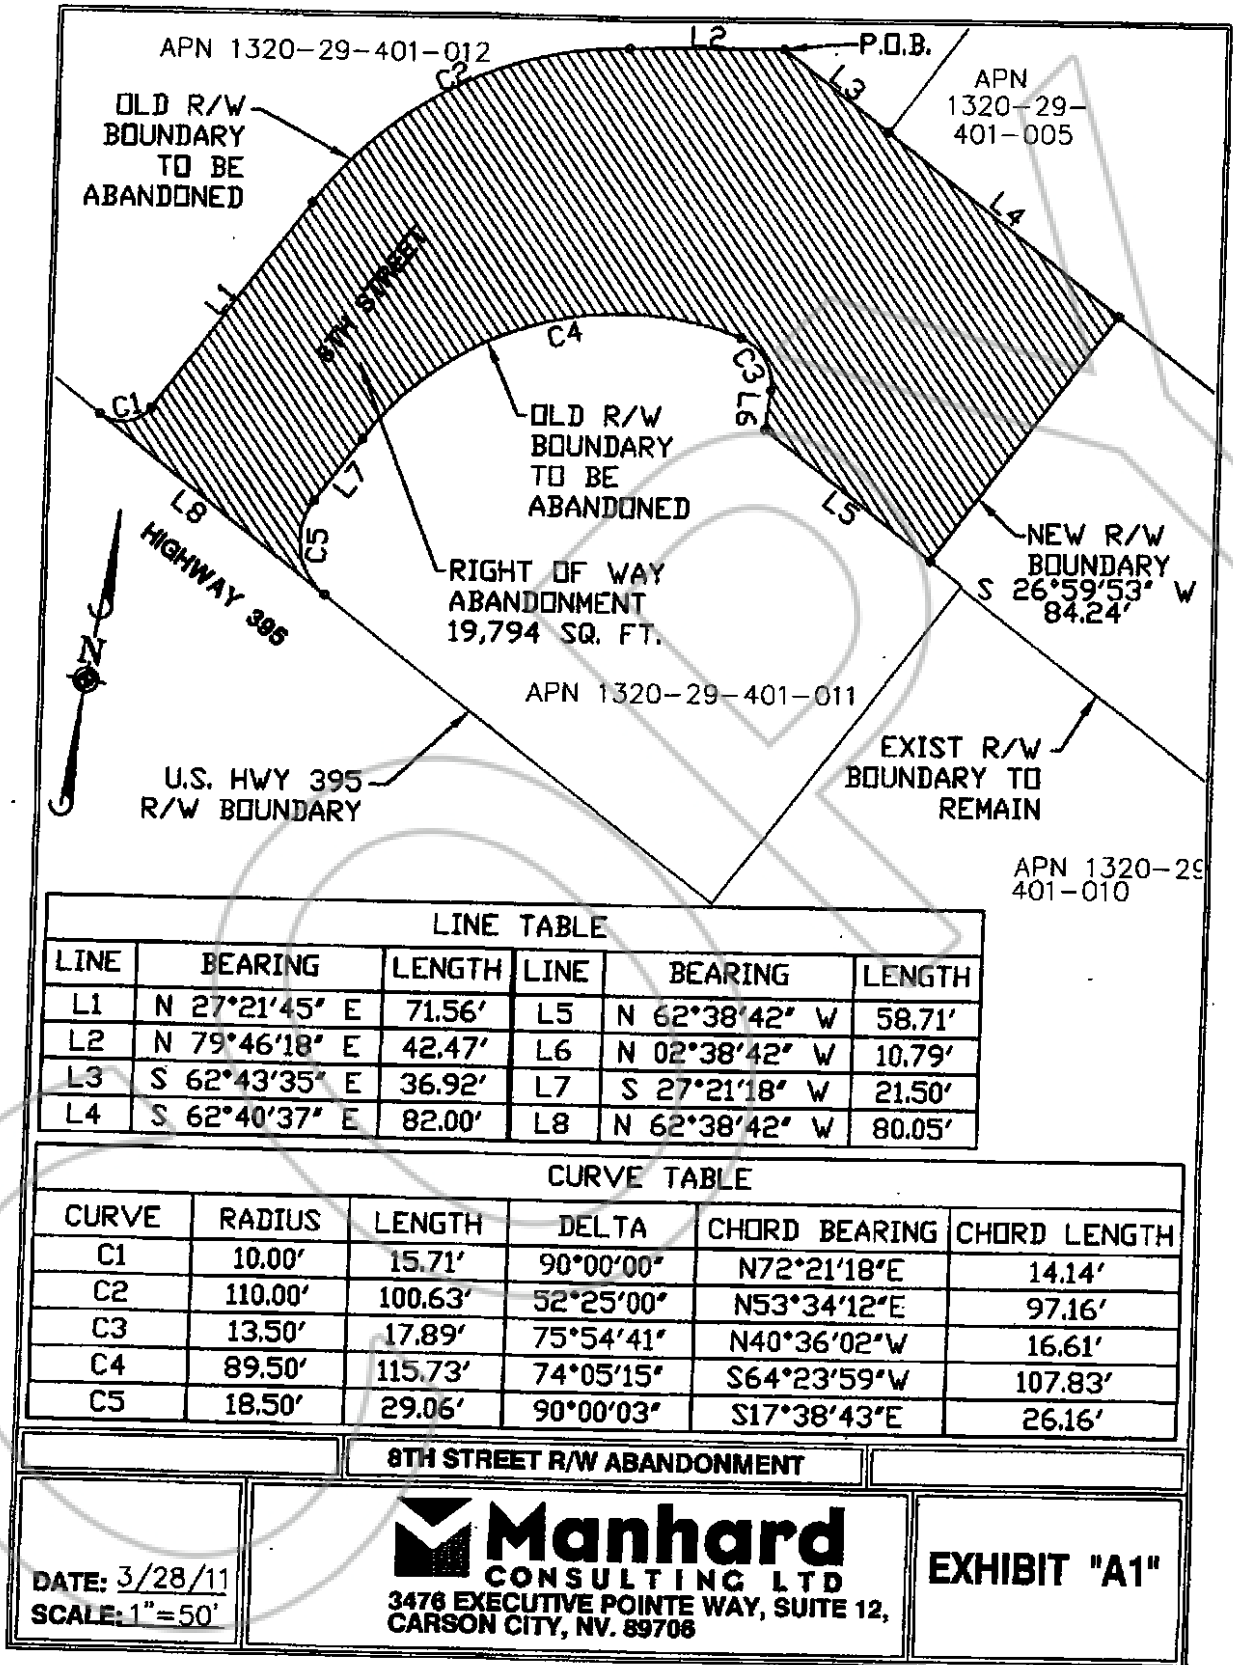 APN 1320-29-401-012
L2
P.O.B.
C2
L3
APN
1320-29-
401-005
OLD R/W
BOUNDARY
TO BE
ABANDONED
L4
L1
8TH STREET
C4
C3
C1
L6
OLD R/W
BOUNDARY
TO BE
ABANDONED
L7
L5
L8
C5
HIGHWAY 395
NEW R/W
BOUNDARY
S 26°59'53" W
84.24'
RIGHT OF WAY
ABANDONMENT
19,794 SQ. FT.
N
APN 1320-29-401-011
U.S. HWY 395
R/W BOUNDARY
EXIST R/W
BOUNDARY TO
REMAIN
APN 1320-29
401-010
LINE TABLE
LINE BEARING LENGTH LINE BEARING LENGTH
L1 N 27°21'45" E 71.56' L5 N 62°38'42" W 58.71'
L2 N 79°46'18" E 42.47' L6 N 02°38'42" W 10.79'
L3 S 62°43'35" E 36.92' L7 S 27°21'18" W 21.50'
L4 S 62°40'37" E 82.00' L8 N 62°38'42" W 80.05'
CURVE TABLE
CURVE RADIUS LENGTH DELTA CHORD BEARING CHORD LENGTH
C1 10.00' 15.71' 90°00'00" N72°21'18"E 14.14'
C2 110.00' 100.63' 52°25'00" N53°34'12"E 97.16'
C3 13.50' 17.89' 75°54'41" N40°36'02"W 16.61'
C4 89.50' 115.73' 74°05'15" S64°23'59"W 107.83'
C5 18.50' 29.06' 90°00'03" S17°38'43"E 26.16'
8TH STREET R/W ABANDONMENT
Manhard
CONSULTING LTD
3476 EXECUTIVE POINTE WAY, SUITE 12,
CARSON CITY, NV. 89706
DATE: 3/28/11
SCALE: 1"=50'
EXHIBIT "A1"
COPY